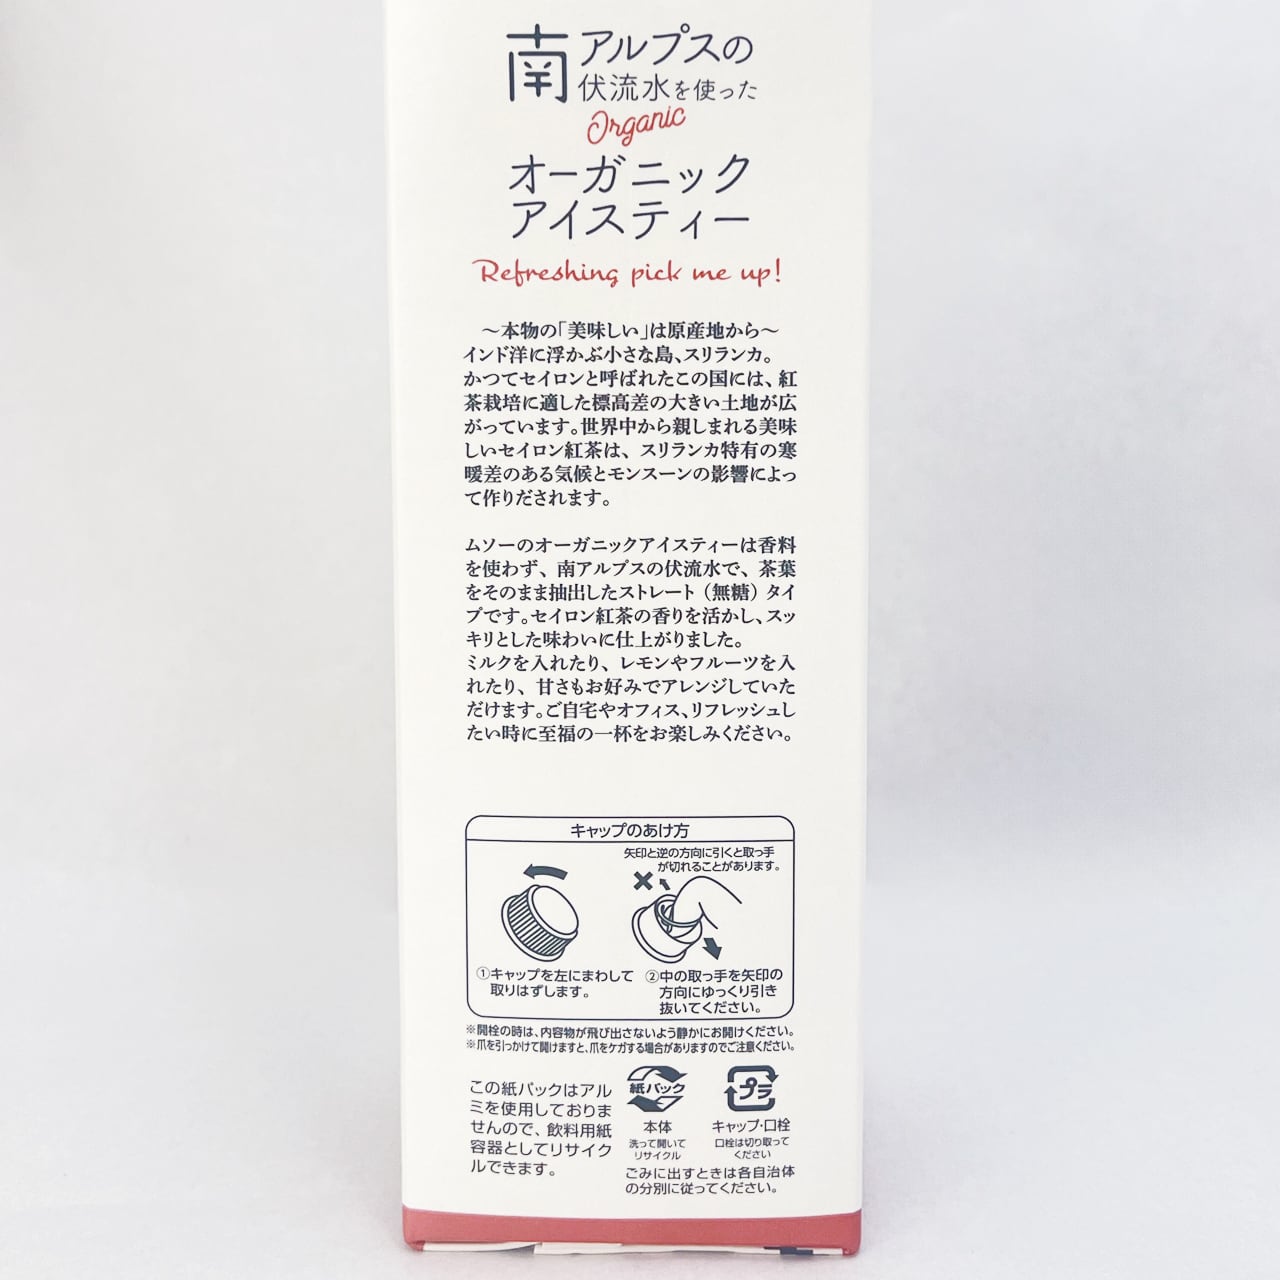 南アルプスの
伏流水を使った
Organic
オーガニック
アイスティー
Refreshing pick me up!
～本物の「美味しい」は原産地から～
インド洋に浮かぶ小さな島、スリランカ。
かつてセイロンと呼ばれたこの国には、紅
茶栽培に適した標高差の大きい土地が広
がっています。世界中から親しまれる美味
しいセイロン紅茶は、スリランカ特有の寒
暖差のある気候とモンスーンの影響によっ
て作りだされます。
ムソーのオーガニックアイスティーは香料
を使わず、南アルプスの伏流水で、茶葉
をそのまま抽出したストレート（無糖）タイ
プです。セイロン紅茶の香りを活かし、スッ
キリとした味わいに仕上がりました。
ミルクを入れたり、レモンやフルーツを入
れたり、甘さもお好みでアレンジしていた
だけます。ご自宅やオフィス、リフレッシュし
たい時に至福の一杯をお楽しみください。
キャップのあけ方
矢印と逆の方向に引くと取っ手
が切れることがあります。
①キャップを左にまわして
取りはずします。
②中の取っ手を矢印の
方向にゆっくり引き
抜いてください。
※開栓の時は、内容物が飛び出さないよう静かにお開けください。
※爪を引っかけて開けますと、爪をケガする場合がありますのでご注意ください。
この紙パックはアル
ミを使用しておりま
せんので、飲料用紙
容器としてリサイク
ルできます。
紙パック
本体
洗って開いて
リサイクル
プラ
キャップ・口栓
口栓は切り取って
ください
ごみに出すときは各自治体
の分別に従ってください。